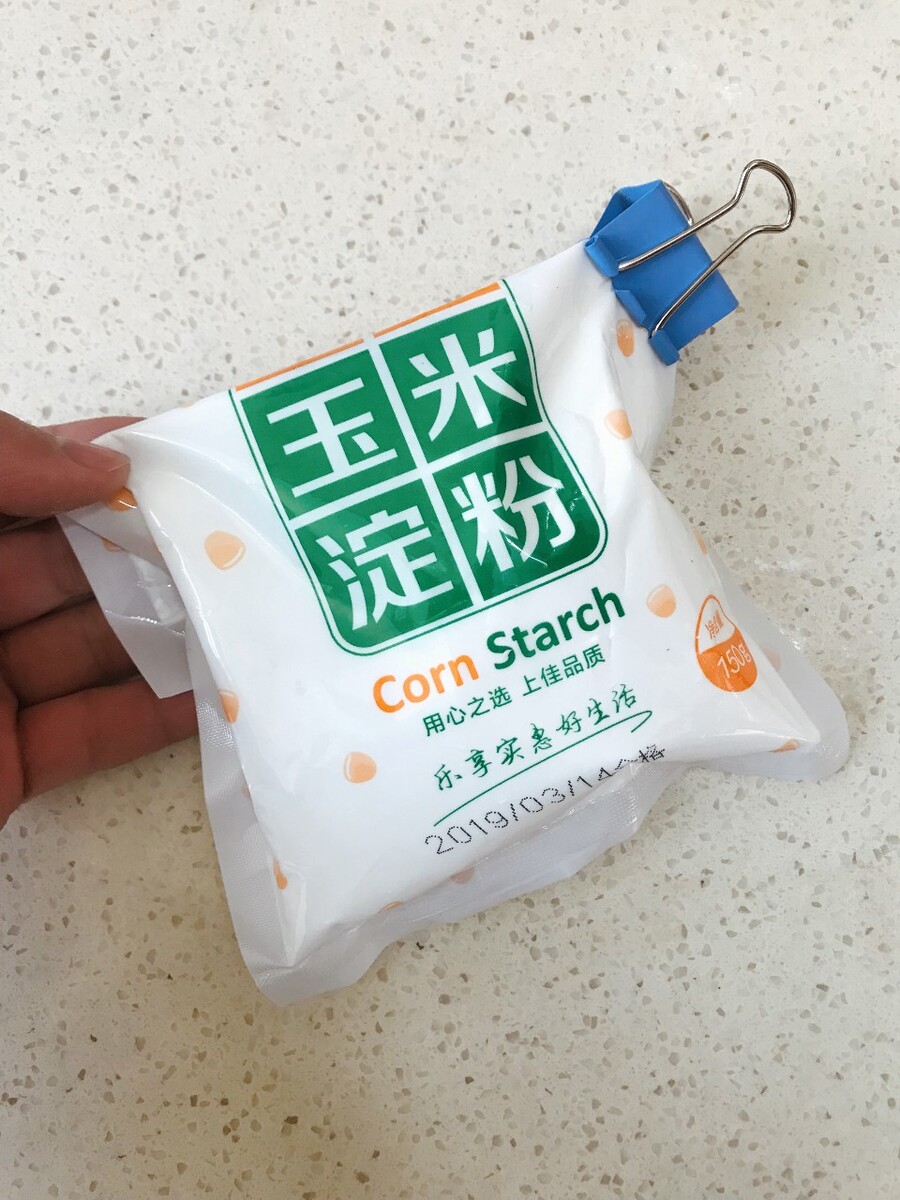 玉米
淀粉
Corn Starch
用心之选 上佳品质
乐享实惠好生活
净含量
150g
2019/03/14合格